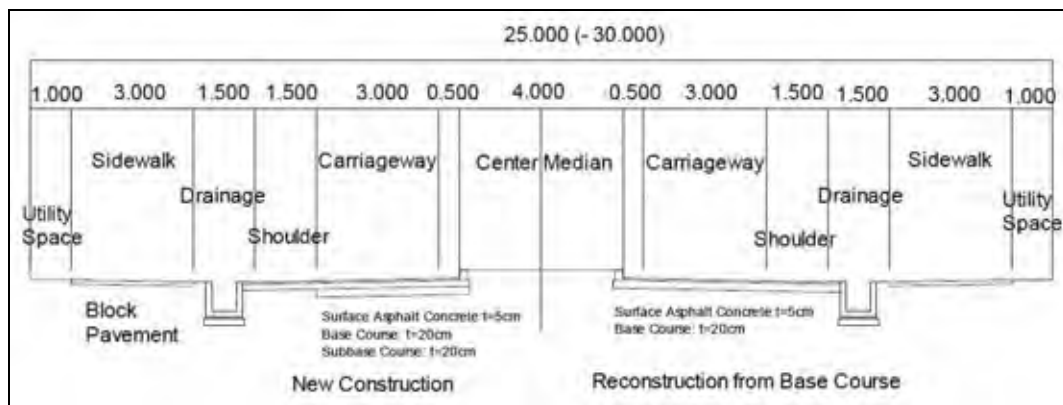 25.000 (- 30.000)
1.000 3.000 1,500 1,500 3.000 0.500 4.000 0.500 3.000 1,500 1,500 3.000 1.000
Sidewalk Carriageway Center Median Carriageway Sidewalk
Drainage Drainage
Utility Space Shoulder Shoulder Utility Space
Block Pavement
Surface Asphalt Concrete t=5cm
Base Course: t=20cm
Subbase Course: t=20cm
Surface Asphalt Concrete t=5cm
Base Course: t=20cm
New Construction
Reconstruction from Base Course